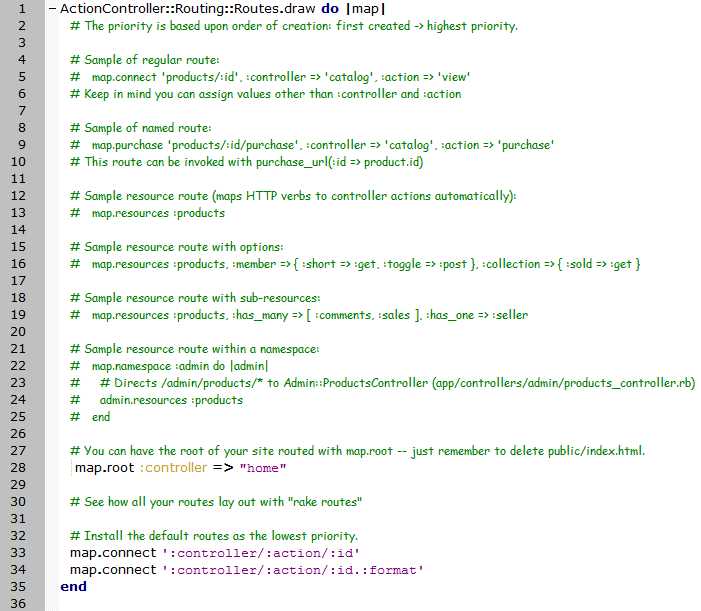 1 ActionController::Routing::Routes.draw do |map|
2 # The priority is based upon order of creation: first created -> highest priority.
3
4 # Sample of regular route:
5 #   map.connect 'products/:id', :controller => 'catalog', :action => 'view'
6 # Keep in mind you can assign values other than :controller and :action
7
8 # Sample of named route:
9 #   map.purchase 'products/:id/purchase', :controller => 'catalog', :action => 'purchase'
10 # This route can be invoked with purchase_url(:id => product.id)
11
12 # Sample resource route (maps HTTP verbs to controller actions automatically):
13 #   map.resources :products
14
15 # Sample resource route with options:
16 #   map.resources :products, :member => { :short => :get, :toggle => :post }, :collection => { :sold => :get }
17
18 # Sample resource route with sub-resources:
19 #   map.resources :products, :has_many => [ :comments, :sales ], :has_one => :seller
20
21 # Sample resource route within a namespace:
22 #   map.namespace :admin do |admin|
23 #     # Directs /admin/products/* to Admin::ProductsController (app/controllers/admin/products_controller.rb)
24 #     admin.resources :products
25 #   end
26
27 # You can have the root of your site routed with map.root -- just remember to delete public/index.html.
28 map.root :controller => "home"
29
30 # See how all your routes lay out with "rake routes"
31
32 # Install the default routes as the lowest priority.
33 map.connect ':controller/:action/:id'
34 map.connect ':controller/:action/:id.:format'
35 end
36